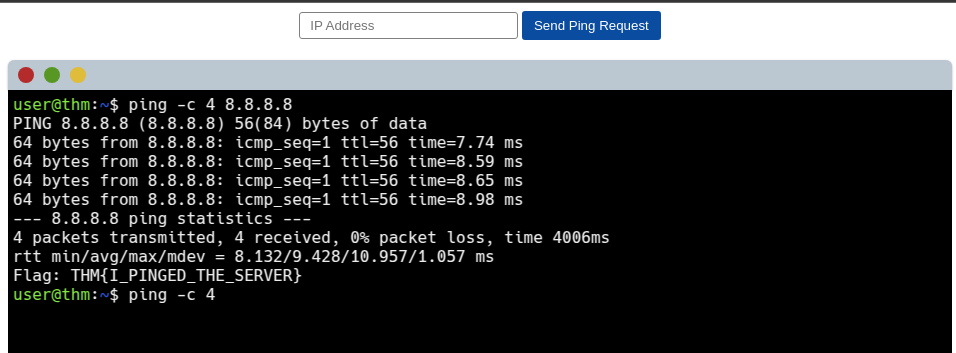 IP Address
Send Ping Request
user@thm:~$ ping -c 4 8.8.8.8
PING 8.8.8.8 (8.8.8.8) 56(84) bytes of data
64 bytes from 8.8.8.8: icmp_seq=1 ttl=56 time=7.74 ms
64 bytes from 8.8.8.8: icmp_seq=1 ttl=56 time=8.59 ms
64 bytes from 8.8.8.8: icmp_seq=1 ttl=56 time=8.65 ms
64 bytes from 8.8.8.8: icmp_seq=1 ttl=56 time=8.98 ms
--- 8.8.8.8 ping statistics ---
4 packets transmitted, 4 received, 0% packet loss, time 4006ms
rtt min/avg/max/mdev = 8.132/9.428/10.957/1.057 ms
Flag: THM{I_PINGED_THE_SERVER}
user@thm:~$ ping -c 4